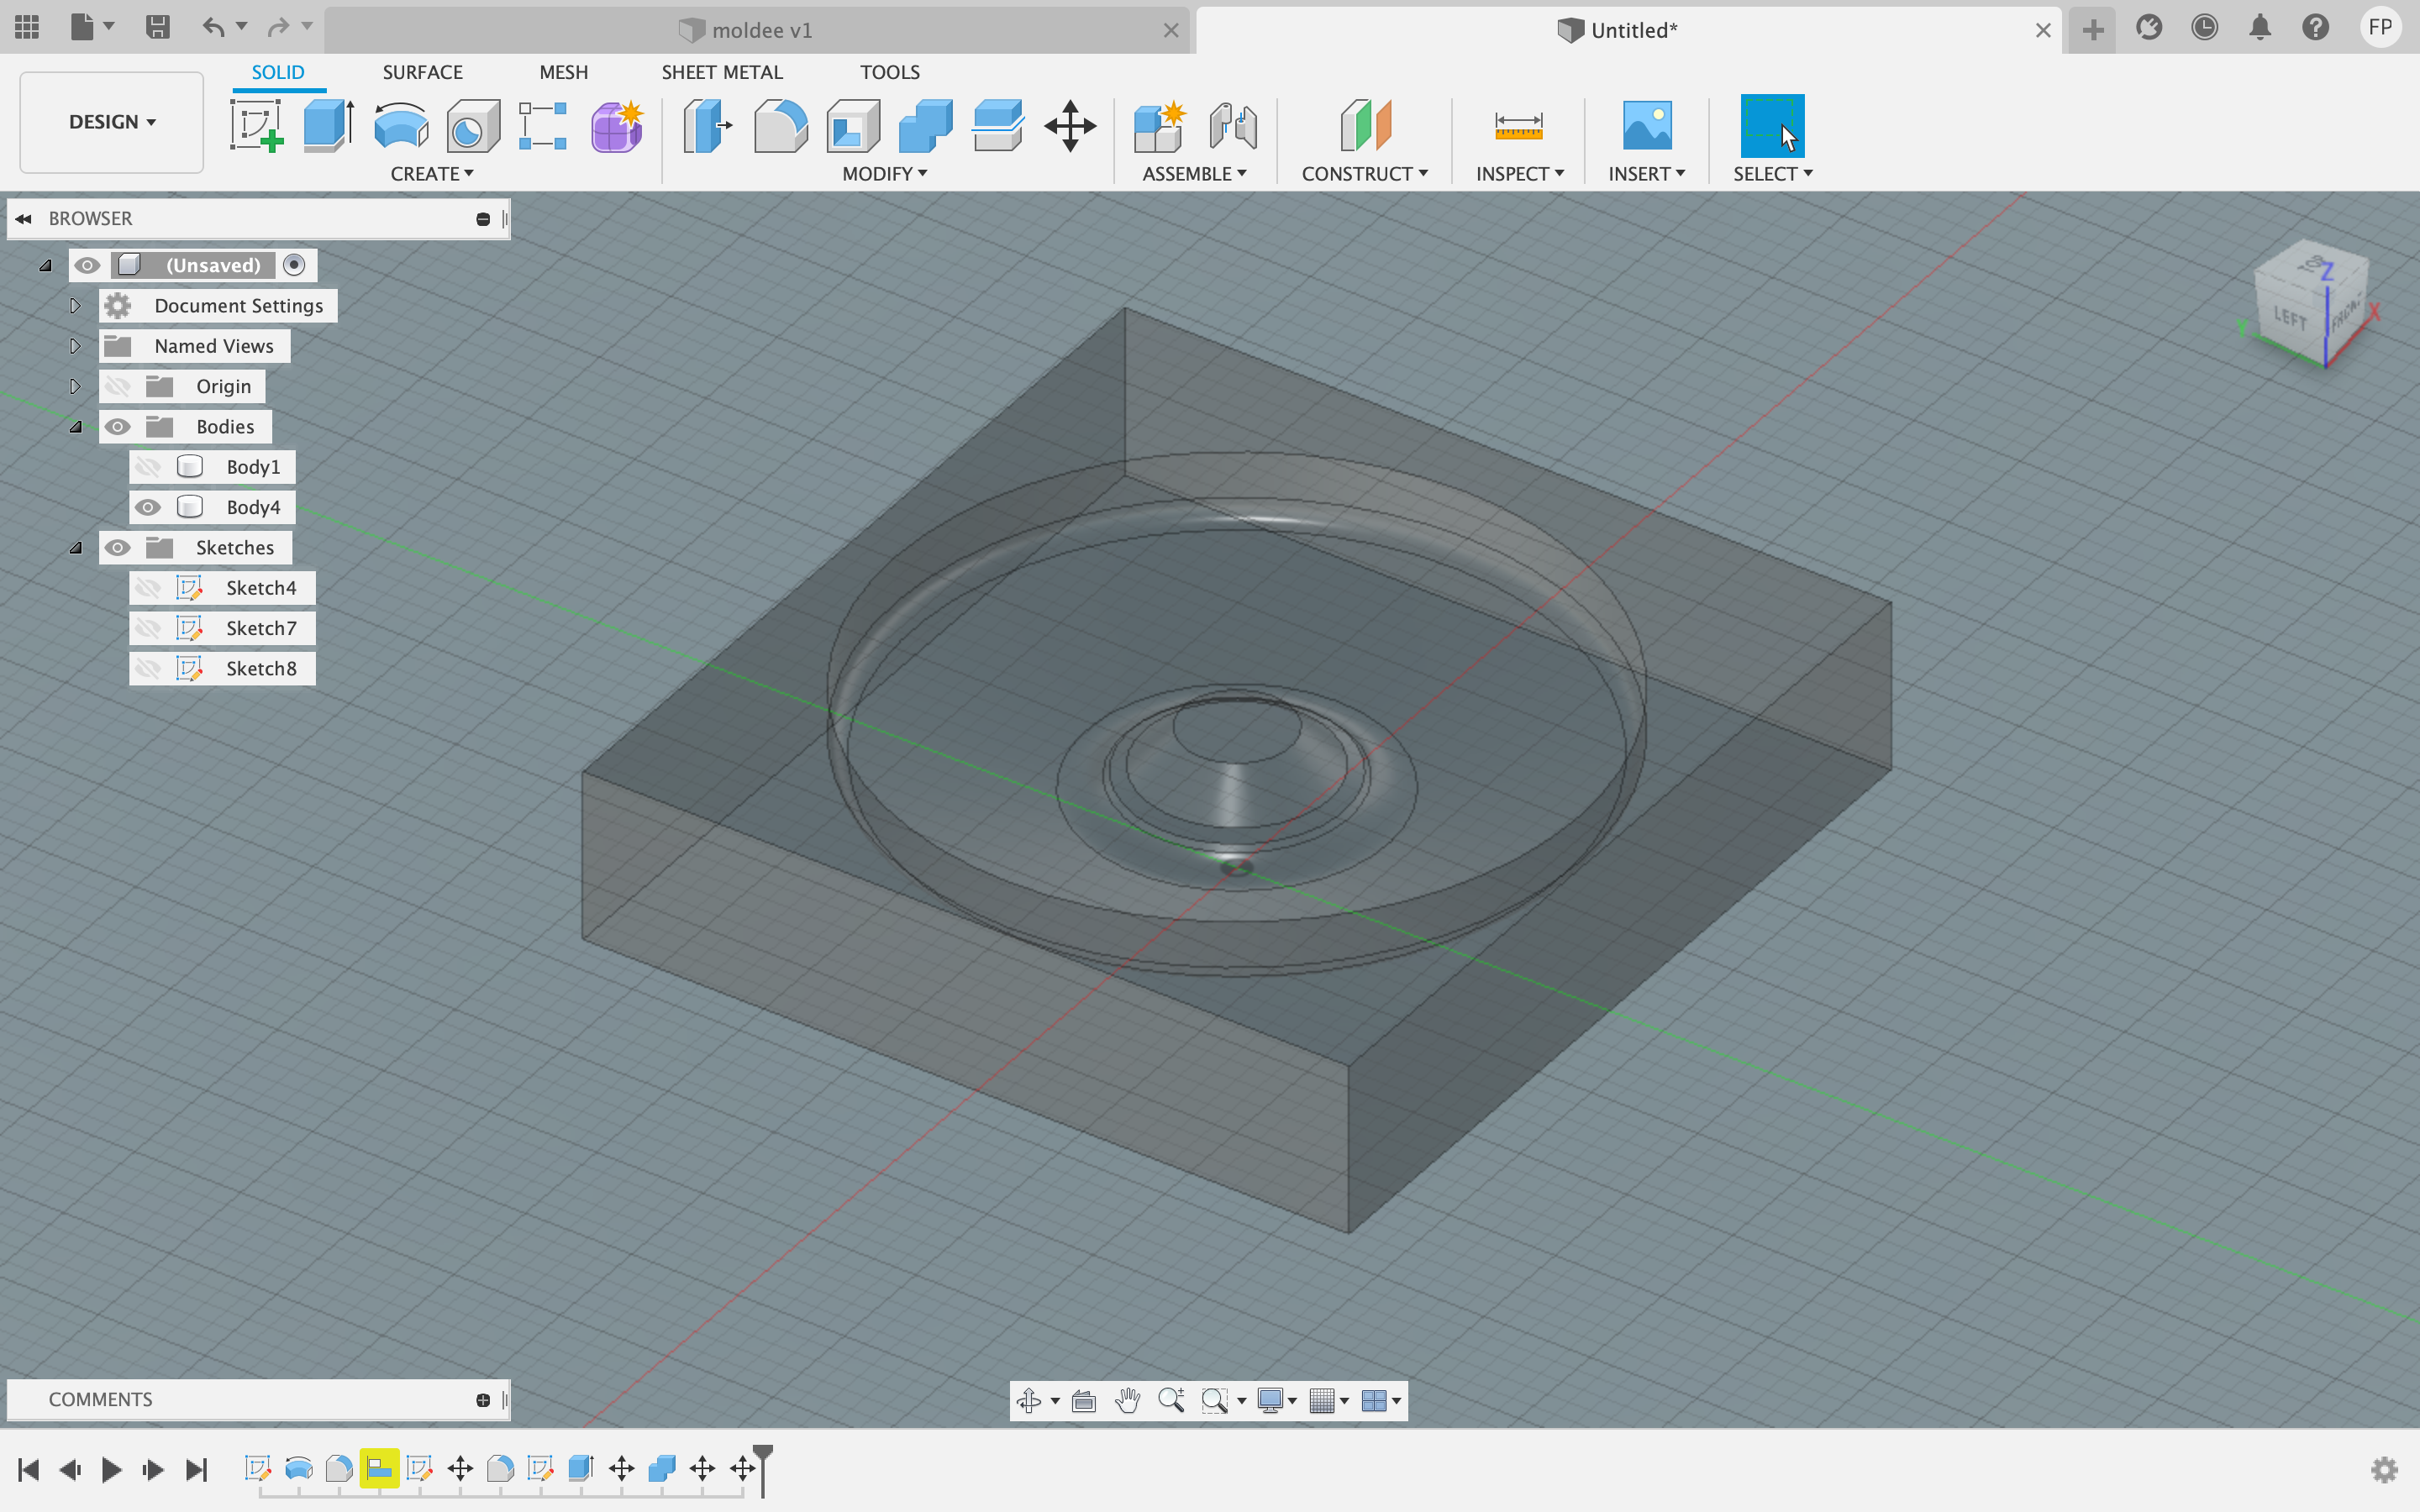 moldee v1
Untitled*
FP
SOLID
SURFACE
MESH
SHEET METAL
TOOLS
DESIGN
CREATE
MODIFY
ASSEMBLE
CONSTRUCT
INSPECT
INSERT
SELECT
BROWSER
(Unsaved)
Document Settings
Named Views
Origin
Bodies
Body1
Body4
Sketches
Sketch4
Sketch7
Sketch8
TOP
Z
LEFT
FRONT
X
Y
COMMENTS